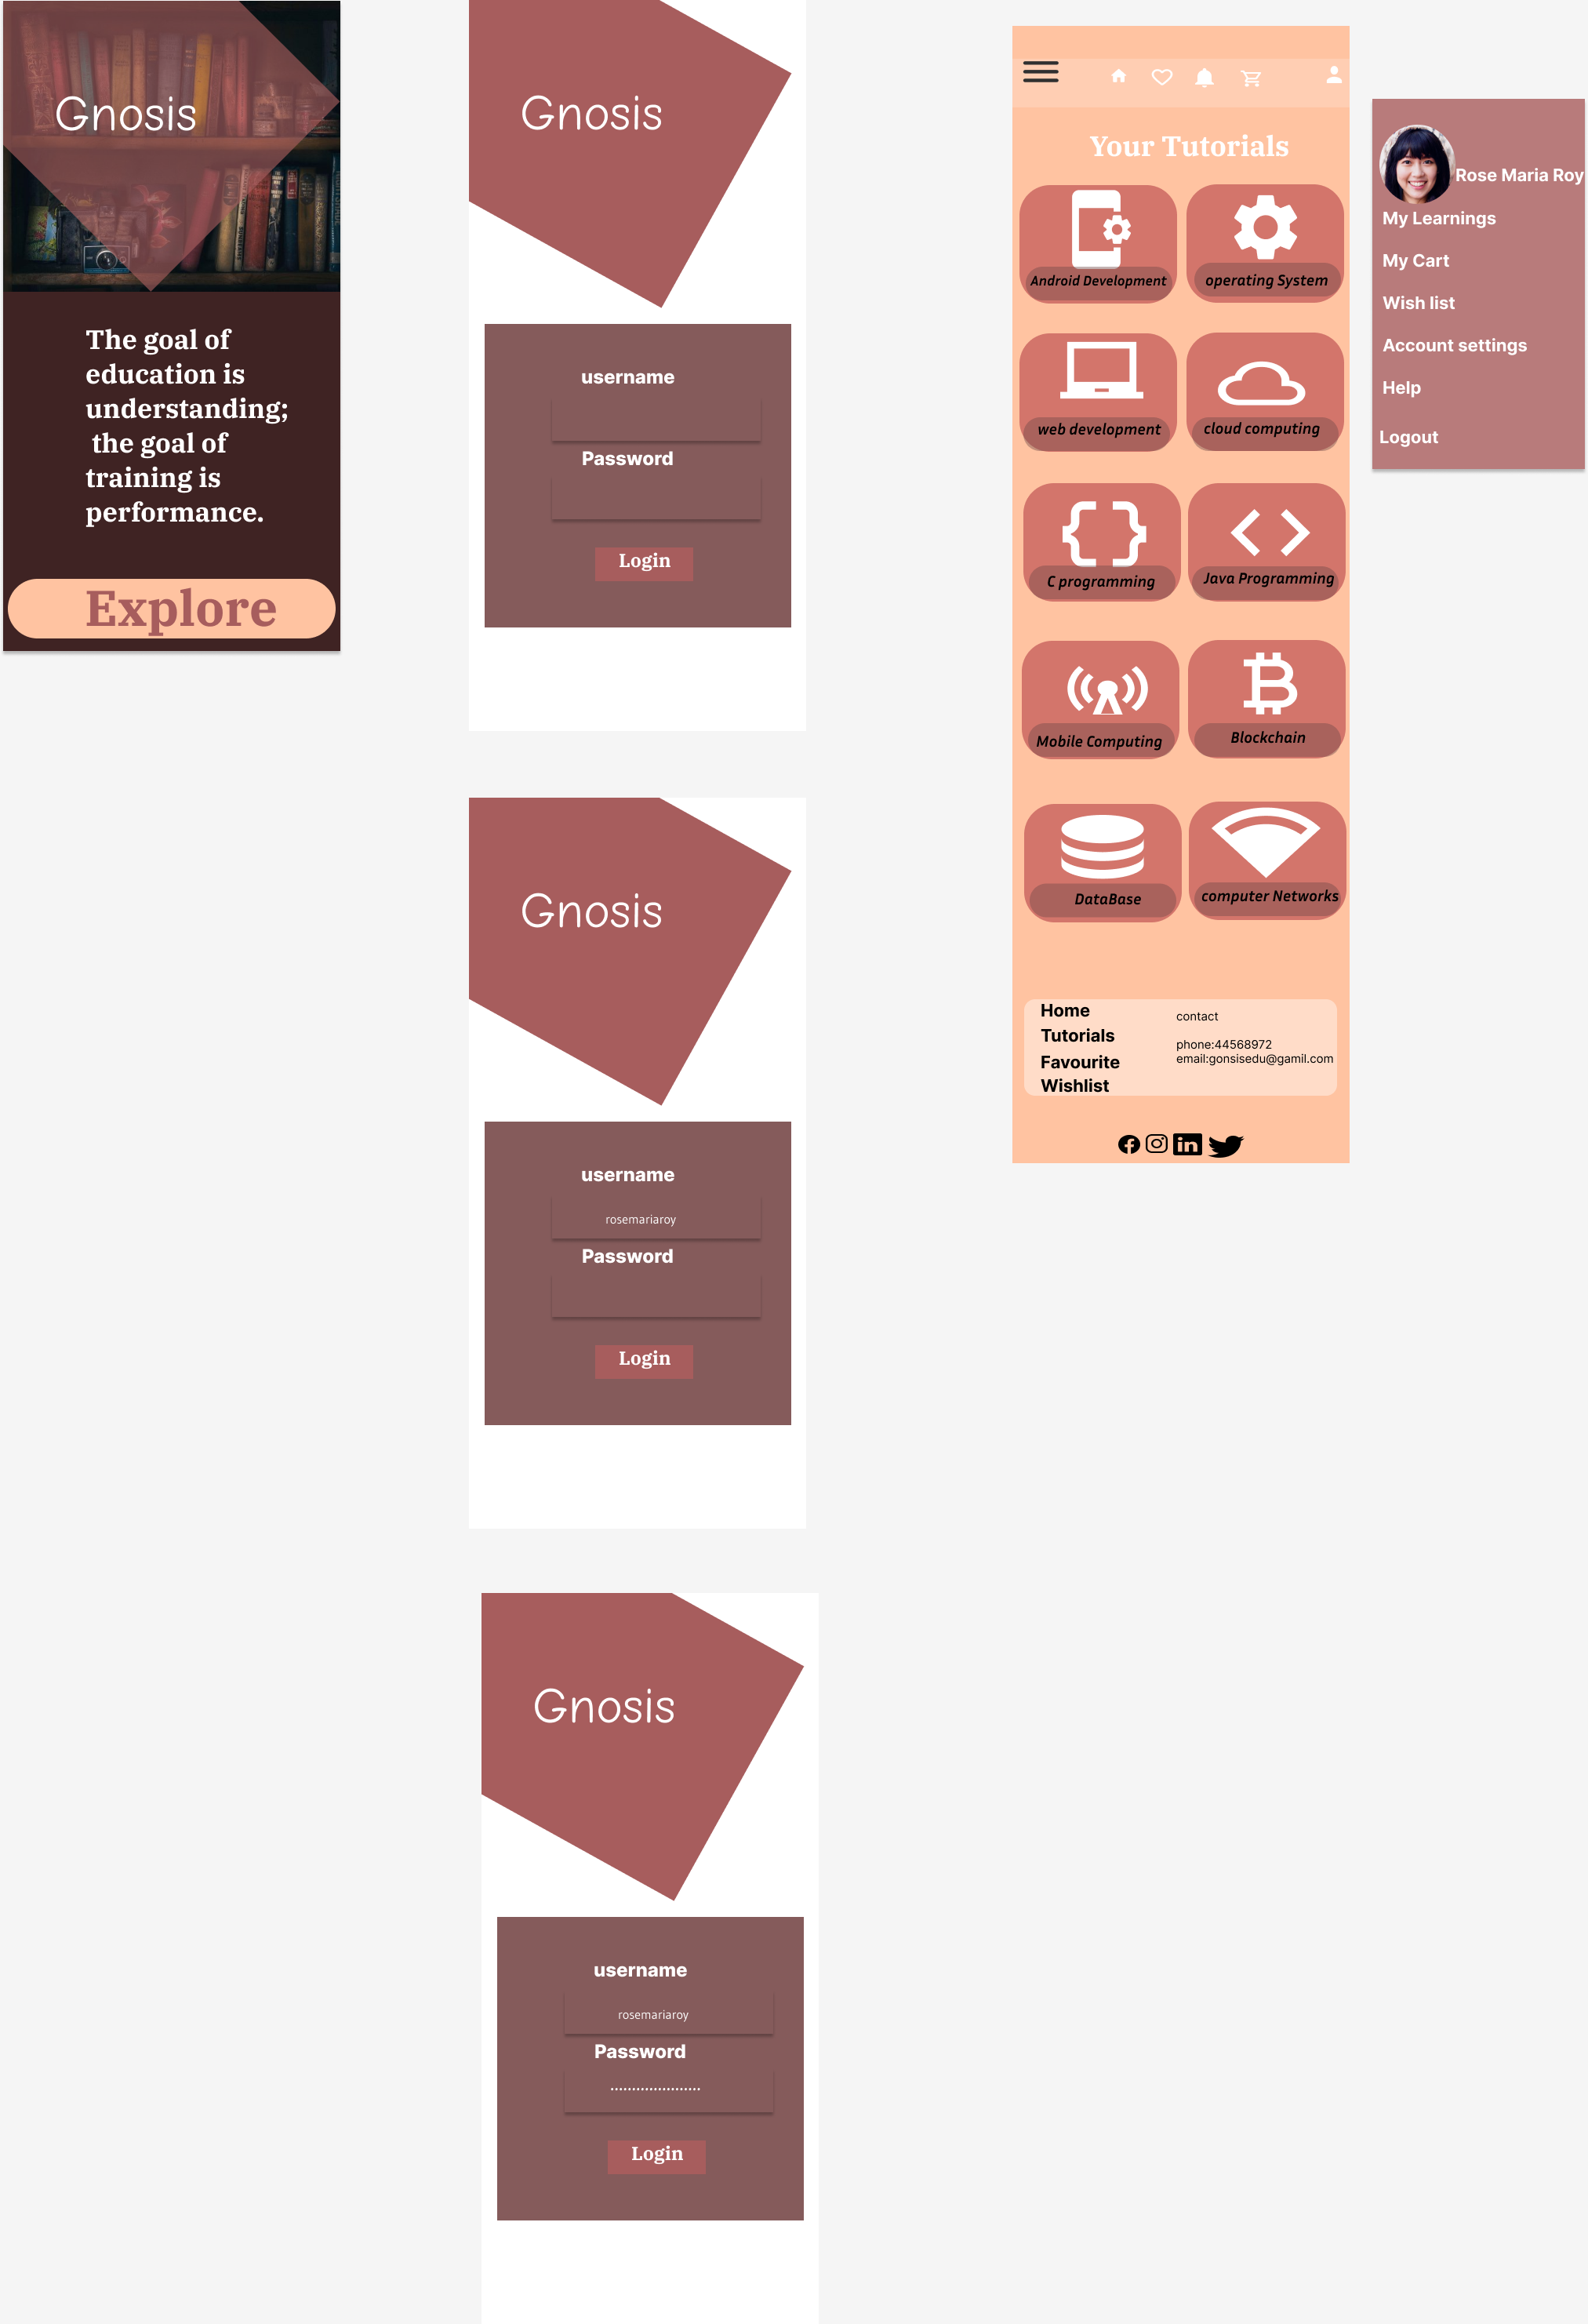 Gnosis
The goal of
education is
understanding;
the goal of
training is
performance.
Explore
Gnosis
username
Password
Login
Gnosis
username
rosemariaroy
Password
Login
Gnosis
username
rosemariaroy
Password
.....................
Login
Your Tutorials
Android Development
operating System
web development
cloud computing
C programming
Java Programming
Mobile Computing
Blockchain
DataBase
computer Networks
Home
Tutorials
Favourite
Wishlist
contact
phone:44568972
email:gonsisedu@gamil.com
Rose Maria Roy
My Learnings
My Cart
Wish list
Account settings
Help
Logout